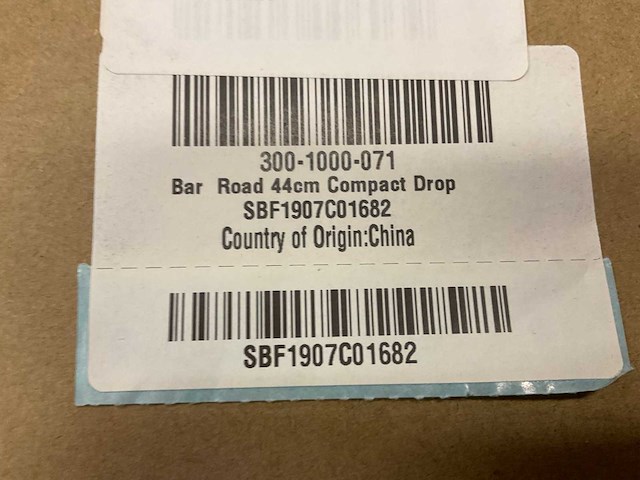 300-1000-071
Bar Road 44cm Compact Drop
SBF1907C01682
Country of Origin:China
SBF1907C01682